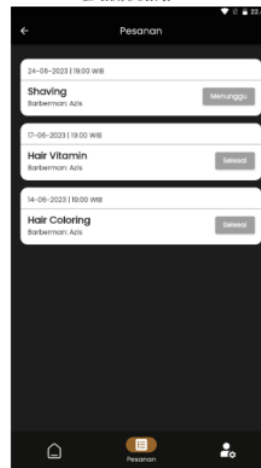 Pesanan
24-06-2023 | 19:00 WIB
Shaving
Barberman: Azis
Menunggu
17-06-2023 | 19:00 WIB
Hair Vitamin
Barberman: Azis
Selesai
14-06-2023 | 19:00 WIB
Hair Coloring
Barberman: Azis
Selesai
Pesanan